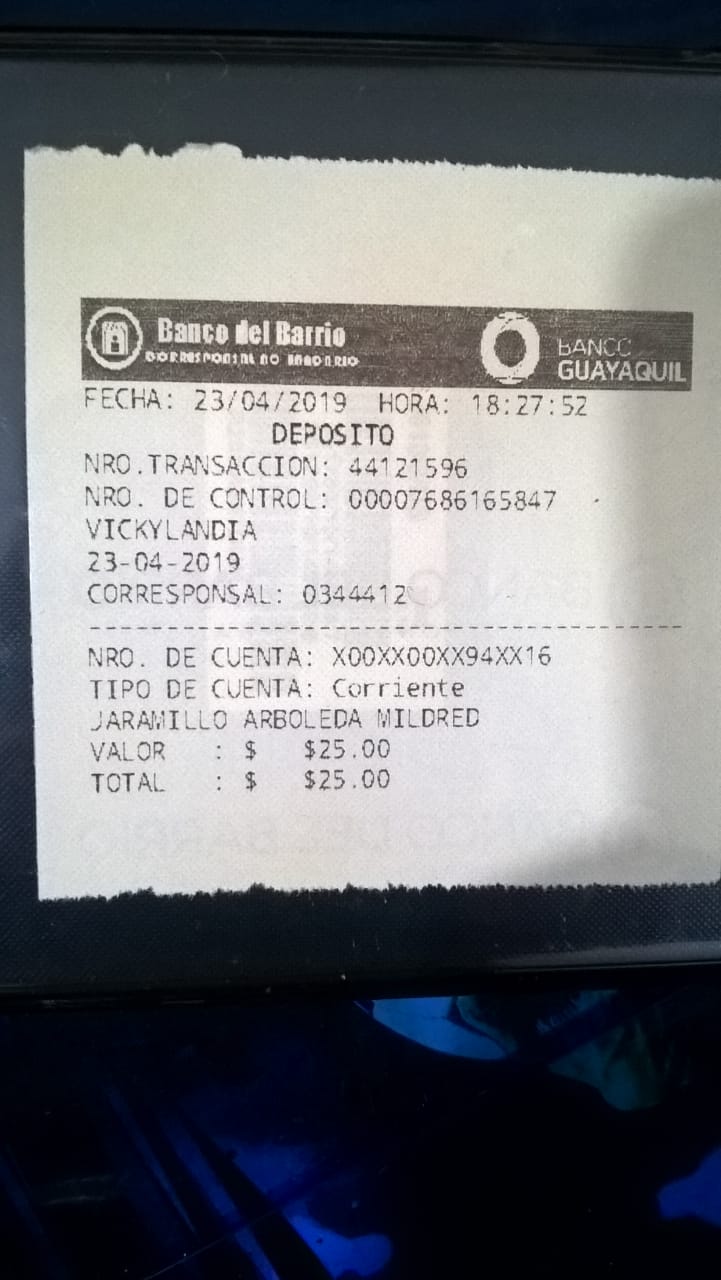 Banco del Barrio
CORRESPONSAL NO BANCARIO
BANCO
GUAYAQUIL
FECHA: 23/04/2019 HORA: 18:27:52
DEPOSITO
NRO.TRANSACCION: 44121596
NRO. DE CONTROL: 00007686165847
VICKYLANDIA
23-04-2019
CORRESPONSAL: 0344412
NRO. DE CUENTA: X00XX00XX94XX16
TIPO DE CUENTA: Corriente
JARAMILLO ARBOLEDA MILDRED
VALOR : $ $25.00
TOTAL : $ $25.00